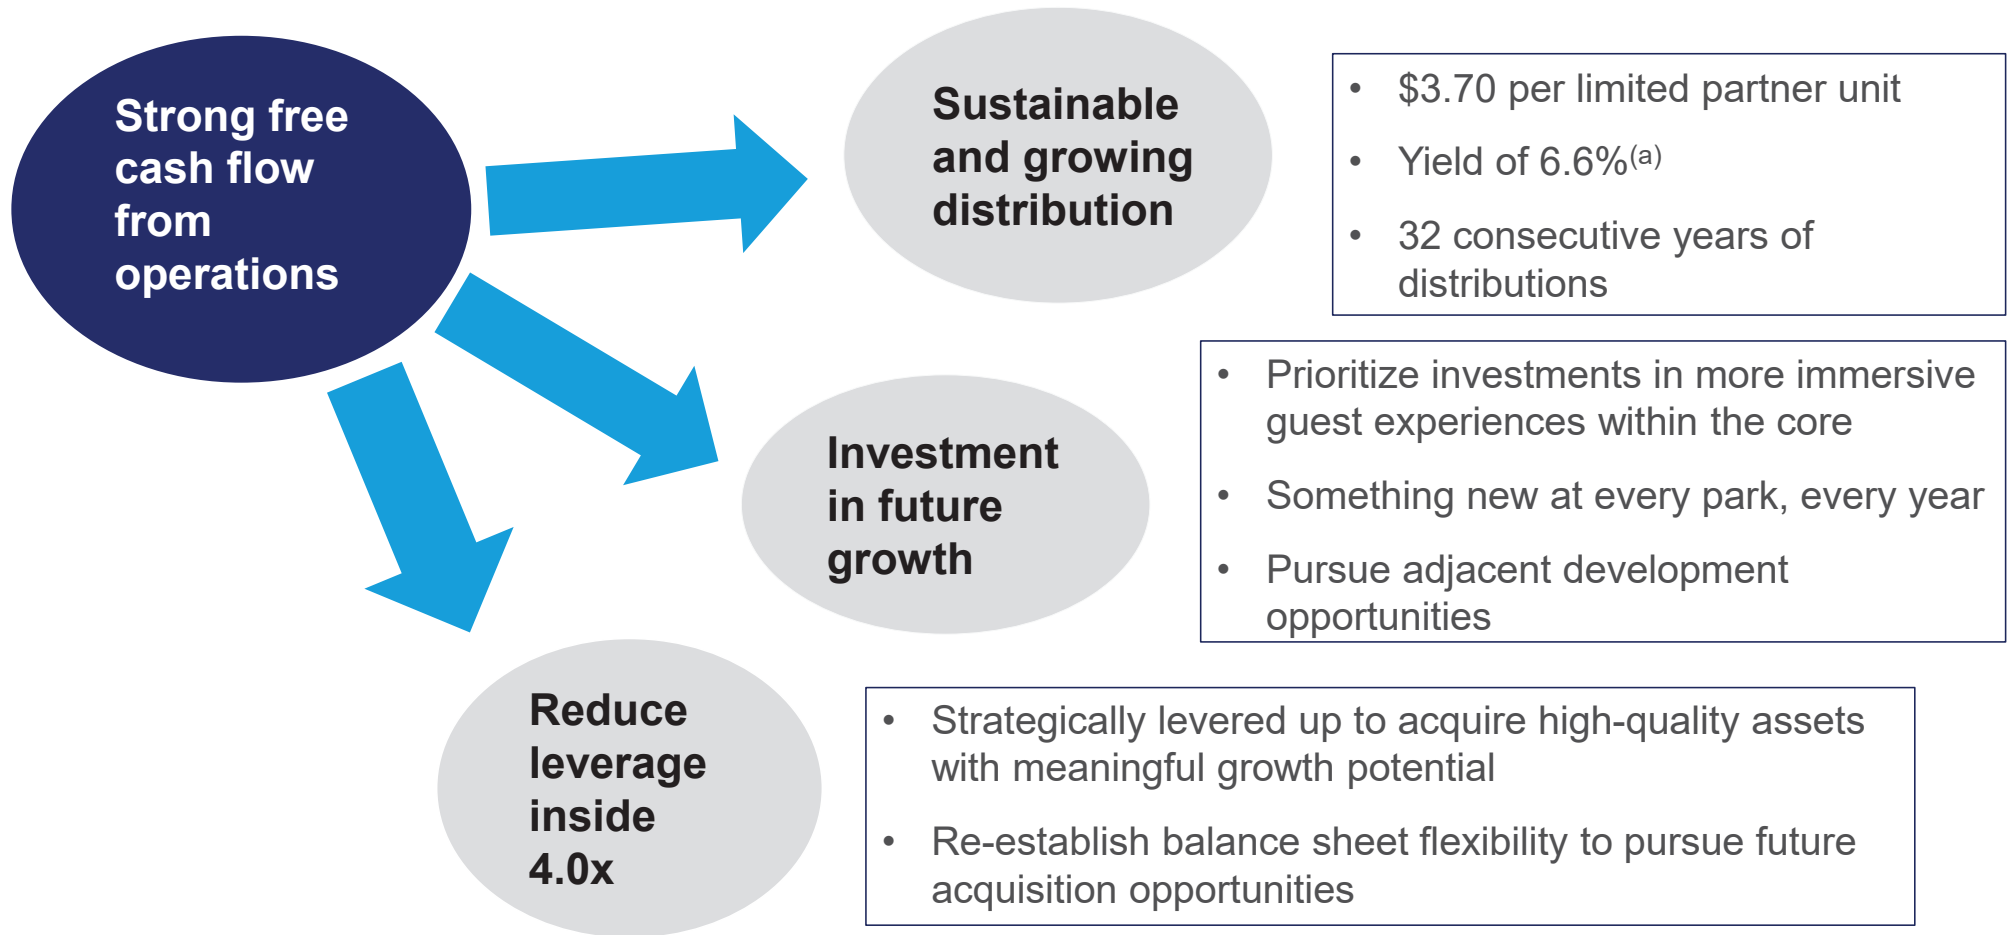 Strong free
cash flow
from
operations
Sustainable
and growing
distribution
• $3.70 per limited partner unit
• Yield of 6.6%(a)
• 32 consecutive years of
distributions
Investment
in future
growth
• Prioritize investments in more immersive
guest experiences within the core
• Something new at every park, every year
• Pursue adjacent development
opportunities
Reduce
leverage
inside
4.0x
• Strategically levered up to acquire high-quality assets
with meaningful growth potential
• Re-establish balance sheet flexibility to pursue future
acquisition opportunities